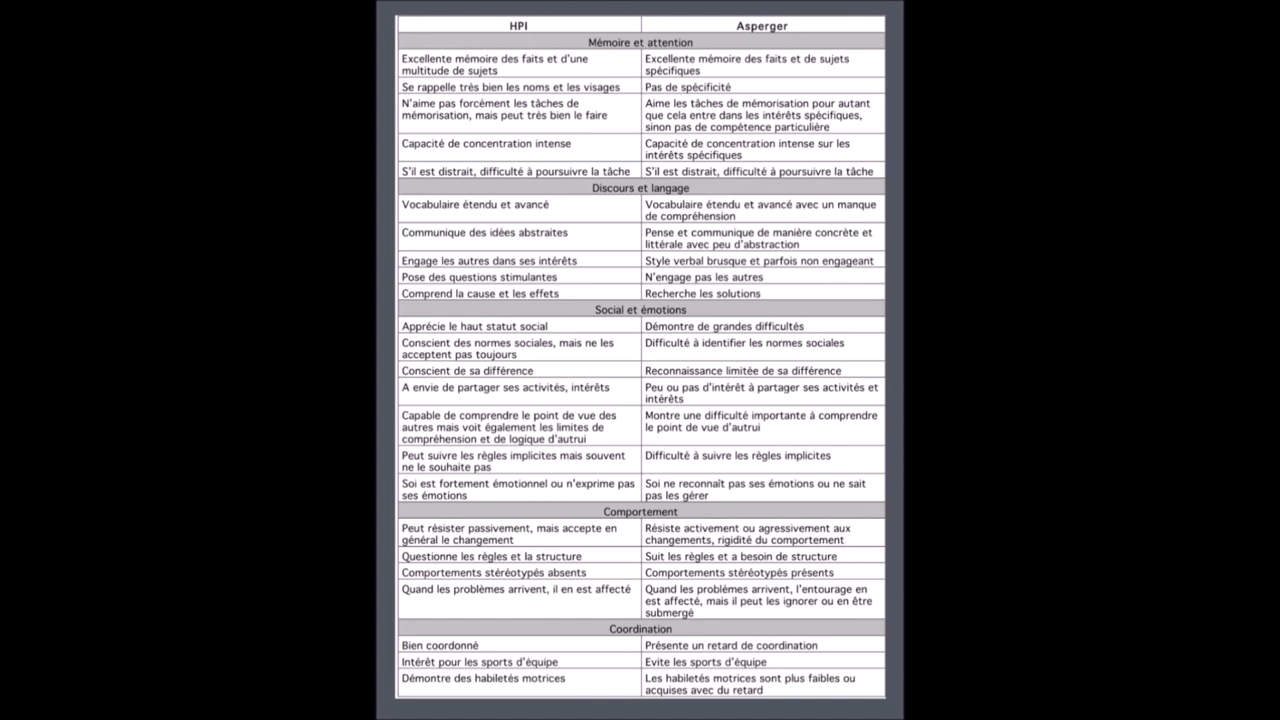 HPI
Asperger
Mémoire et attention
Excellente mémoire des faits et d'une
multitude de sujets
Excellente mémoire des faits et de sujets
spécifiques
Se rappelle très bien les noms et les visages
Pas de spécificité
N'aime pas forcément les tâches de
mémorisation, mais peut très bien le faire
Aime les tâches de mémorisation pour autant
que cela entre dans les intérêts spécifiques,
sinon pas de compétence particulière
Capacité de concentration intense
Capacité de concentration intense sur les
intérêts spécifiques
S'il est distrait, difficulté à poursuivre la tâche
S'il est distrait, difficulté à poursuivre la tâche
Discours et langage
Vocabulaire étendu et avancé
Vocabulaire étendu et avancé avec un manque
de compréhension
Communique des idées abstraites
Pense et communique de manière concrète et
littérale avec peu d'abstraction
Engage les autres dans ses intérêts
Style verbal brusque et parfois non engageant
Pose des questions stimulantes
N'engage pas les autres
Comprend la cause et les effets
Recherche les solutions
Social et émotions
Apprécie le haut statut social
Démontre de grandes difficultés
Conscient des normes sociales, mais ne les
acceptent pas toujours
Difficulté à identifier les normes sociales
Conscient de sa différence
Reconnaissance limitée de sa différence
A envie de partager ses activités, intérêts
Peu ou pas d'intérêt à partager ses activités et
intérêts
Capable de comprendre le point de vue des
autres mais voit également les limites de
compréhension et de logique d'autrui
Montre une difficulté importante à comprendre
le point de vue d'autrui
Peut suivre les règles implicites mais souvent
ne le souhaite pas
Difficulté à suivre les règles implicites
Soi est fortement émotionnel ou n'exprime pas
ses émotions
Soi ne reconnaît pas ses émotions ou ne sait
pas les gérer
Comportement
Peut résister passivement, mais accepte en
général le changement
Résiste activement ou agressivement aux
changements, rigidité du comportement
Questionne les règles et la structure
Suit les règles et a besoin de structure
Comportements stéréotypés absents
Comportements stéréotypés présents
Quand les problèmes arrivent, il en est affecté
Quand les problèmes arrivent, l'entourage en
est affecté, mais il peut les ignorer ou en être
submergé
Coordination
Bien coordonné
Présente un retard de coordination
Intérêt pour les sports d'équipe
Evite les sports d'équipe
Démontre des habiletés motrices
Les habiletés motrices sont plus faibles ou
acquises avec du retard